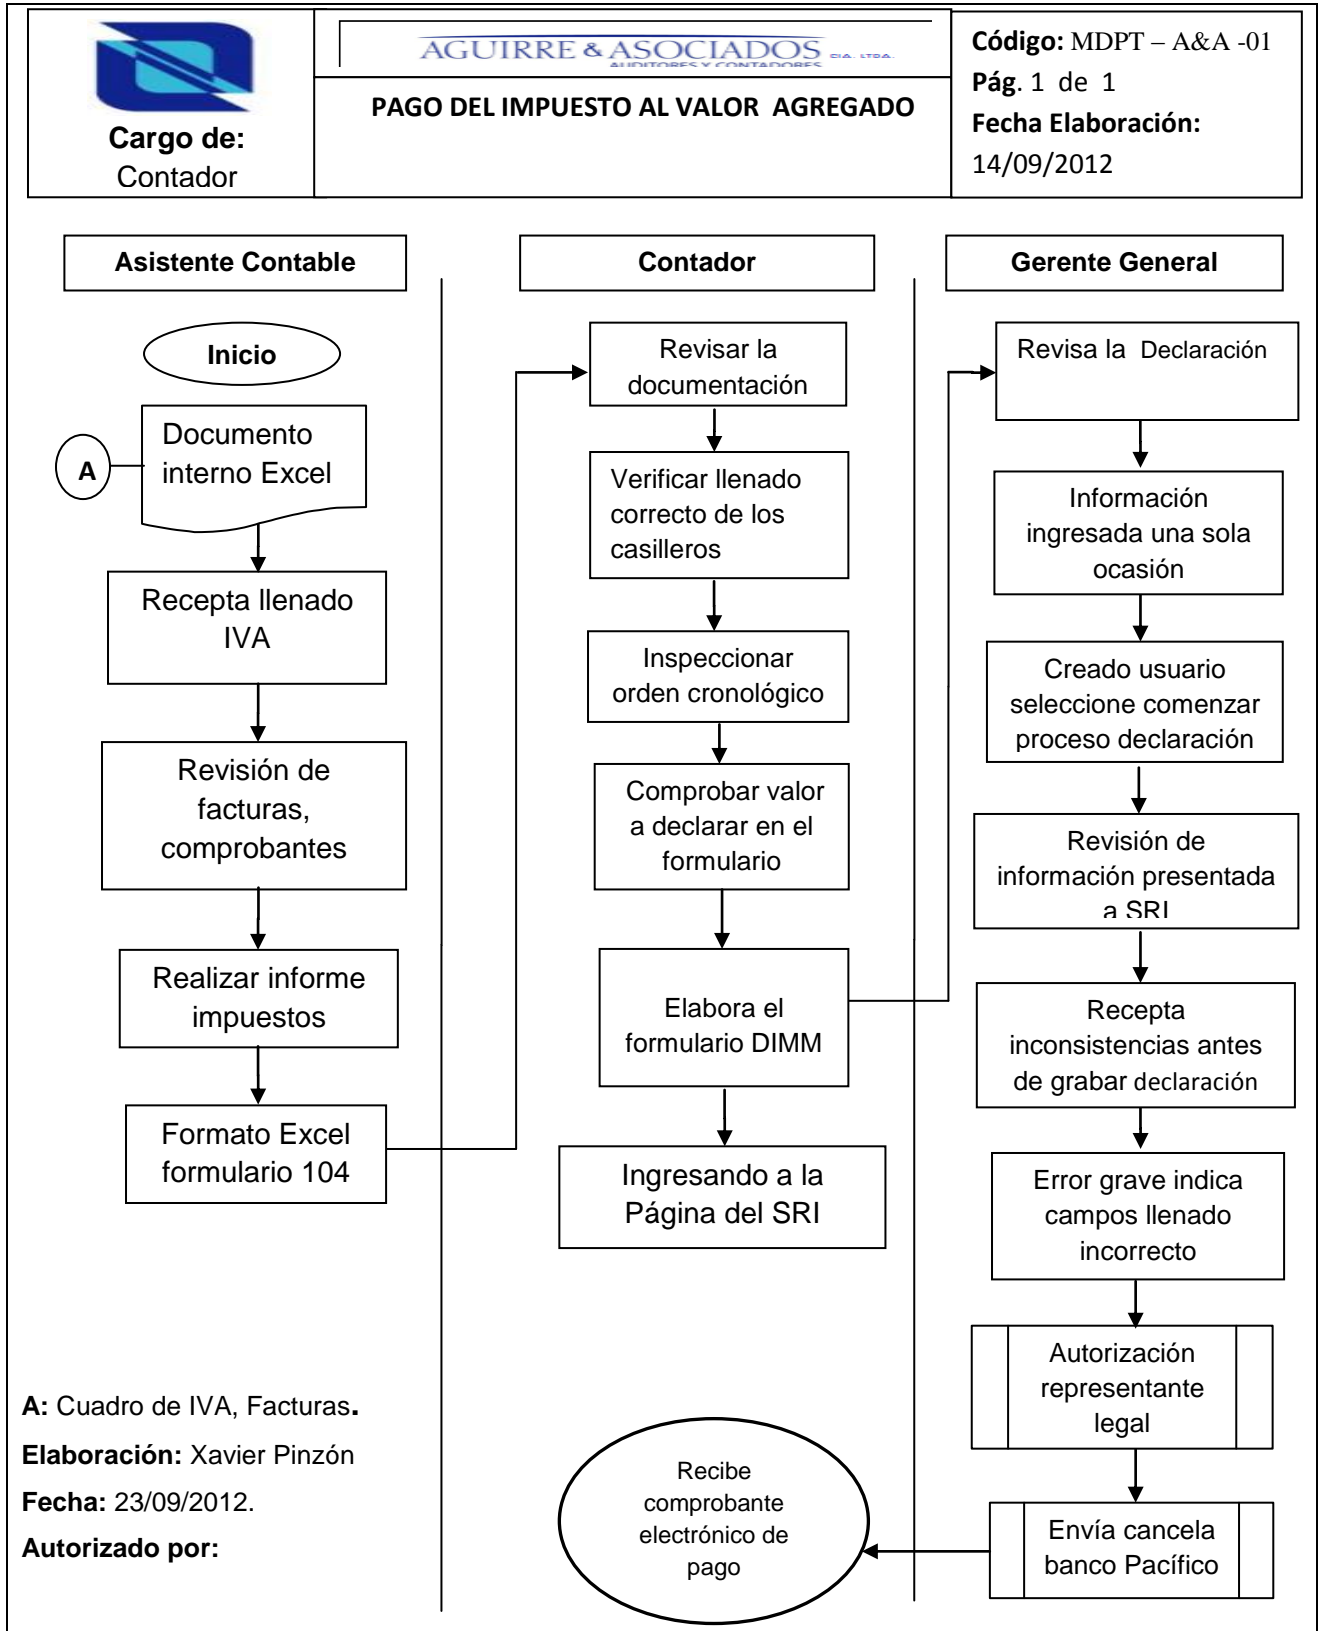 Cargo de:
Contador
AGUIRRE & ASOCIADOS CIA. LTDA.
AUDITORES Y CONTADORES
PAGO DEL IMPUESTO AL VALOR AGREGADO
Código: MDPT – A&A -01
Pág. 1 de 1
Fecha Elaboración:
14/09/2012
Asistente Contable
Inicio
A
Documento
interno Excel
Recepta llenado
IVA
Revisión de
facturas,
comprobantes
Realizar informe
impuestos
Formato Excel
formulario 104
Contador
Revisar la
documentación
Verificar llenado
correcto de los
casilleros
Inspeccionar
orden cronológico
Comprobar valor
a declarar en el
formulario
Elabora el
formulario DIMM
Ingresando a la
Página del SRI
Gerente General
Revisa la Declaración
Información
ingresada una sola
ocasión
Creado usuario
seleccione comenzar
proceso declaración
Revisión de
información presentada
a SRI
Recepta
inconsistencias antes
de grabar declaración
Error grave indica
campos llenado
incorrecto
Autorización
representante
legal
Envía cancela
banco Pacífico
Recibe
comprobante
electrónico de
pago
A: Cuadro de IVA, Facturas.
Elaboración: Xavier Pinzón
Fecha: 23/09/2012.
Autorizado por: